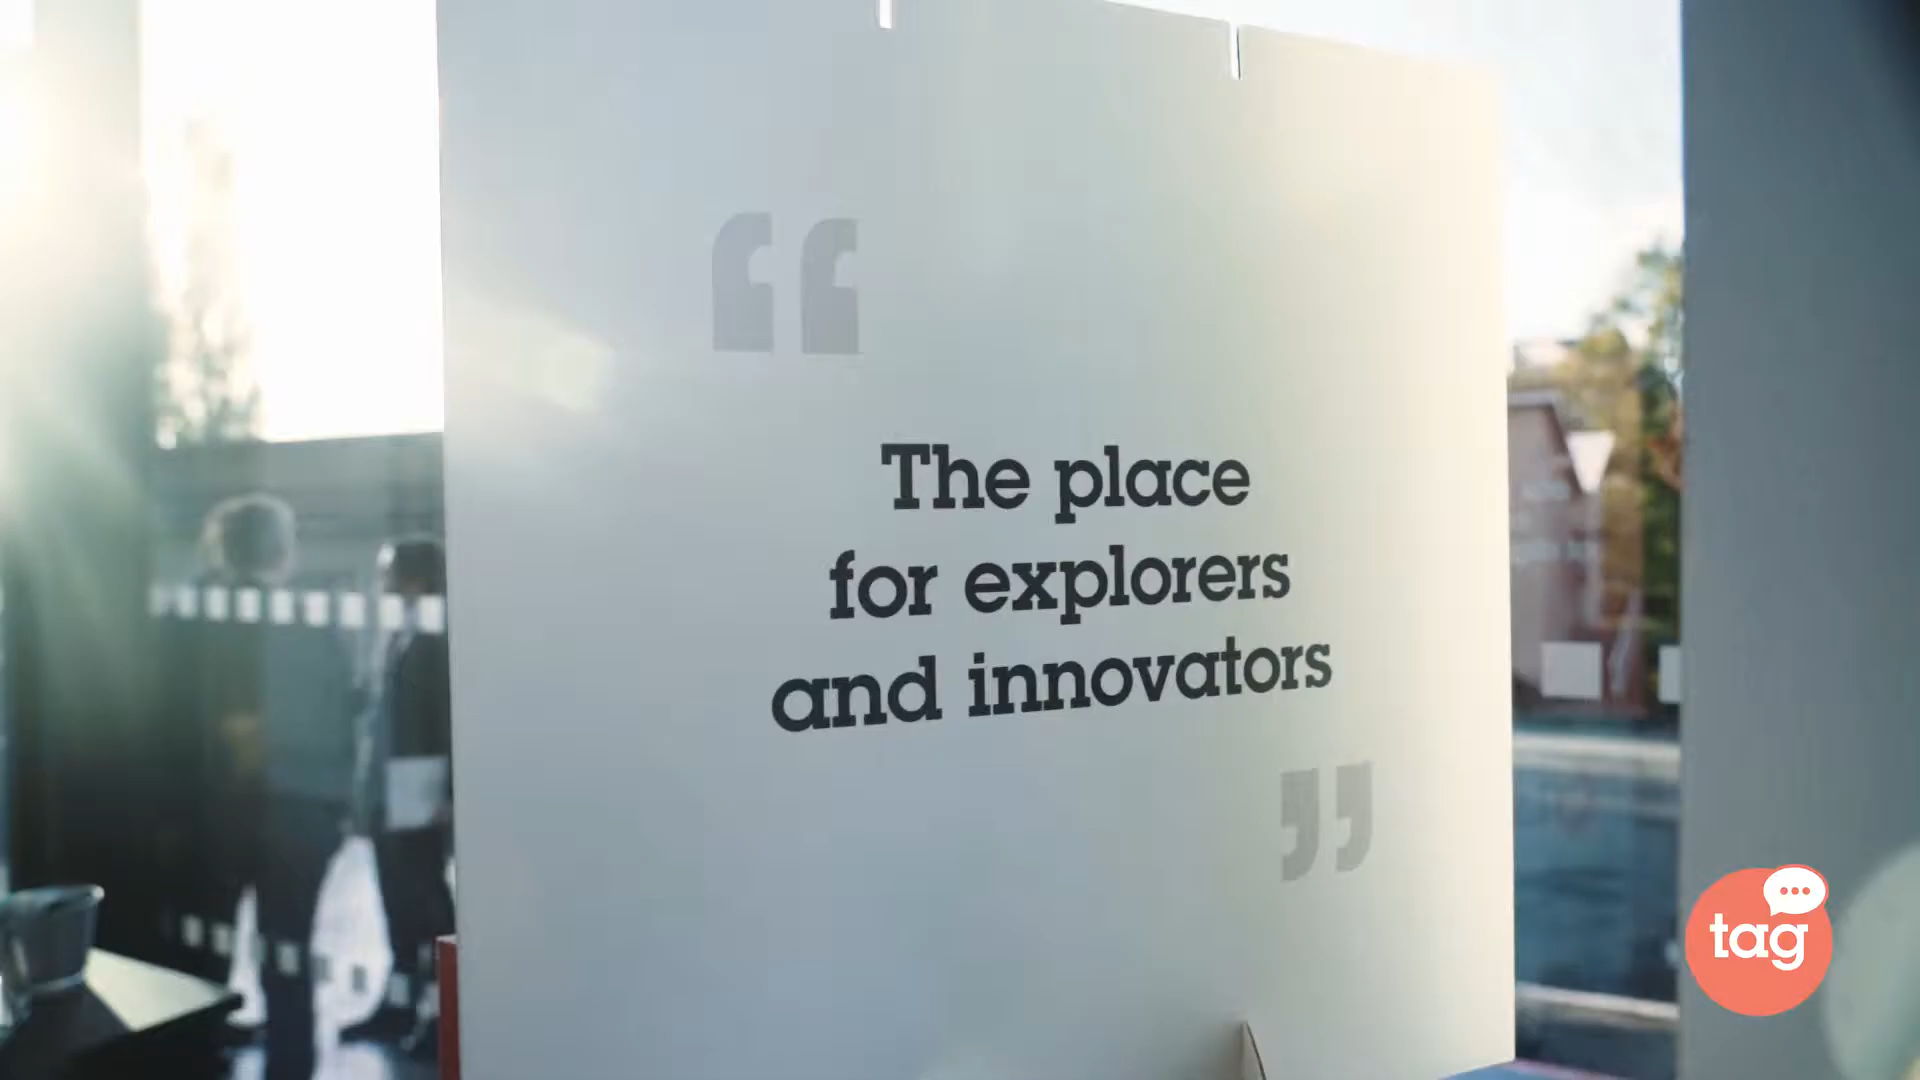 “
The place
for explorers
and innovators
”
tag